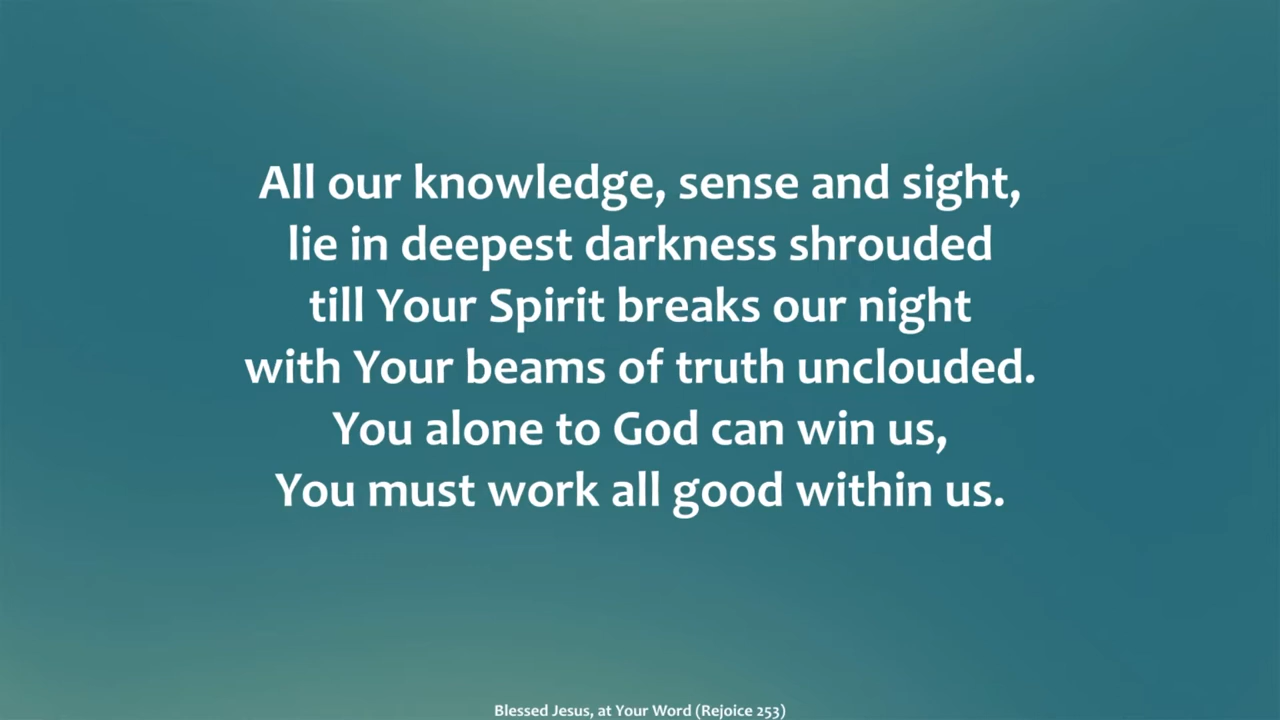 All our knowledge, sense and sight,
lie in deepest darkness shrouded
till Your Spirit breaks our night
with Your beams of truth unclouded.
You alone to God can win us,
You must work all good within us.
Blessed Jesus, at Your Word (Rejoice 253)